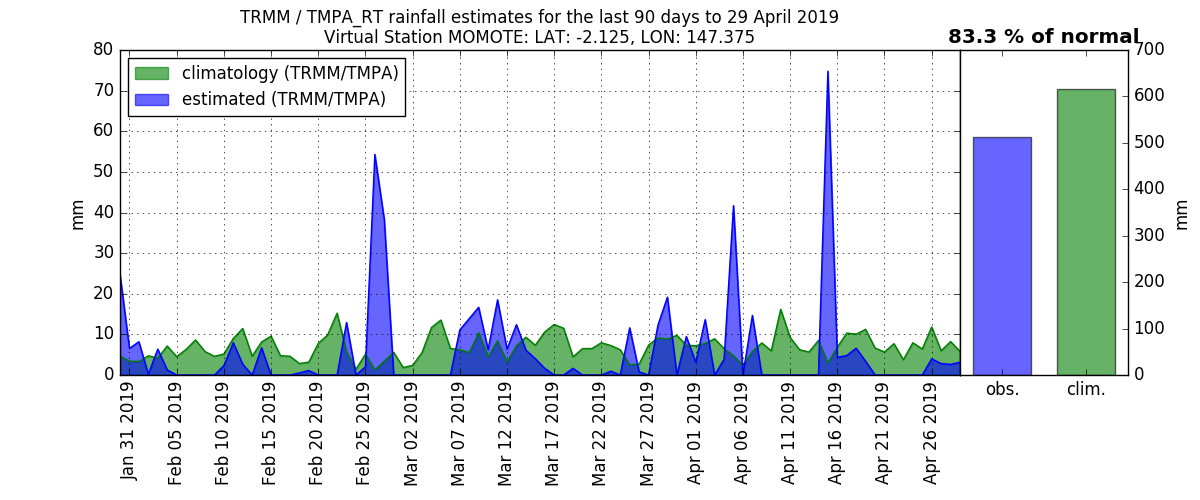 TRMM / TMPA_RT rainfall estimates for the last 90 days to 29 April 2019
Virtual Station MOMOTE: LAT: -2.125, LON: 147.375
83.3 % of normal
climatology (TRMM/TMPA)
estimated (TRMM/TMPA)
80
70
60
50
40
30
20
10
0
mm
Jan 31 2019
Feb 05 2019
Feb 10 2019
Feb 15 2019
Feb 20 2019
Feb 25 2019
Mar 02 2019
Mar 07 2019
Mar 12 2019
Mar 17 2019
Mar 22 2019
Mar 27 2019
Apr 01 2019
Apr 06 2019
Apr 11 2019
Apr 16 2019
Apr 21 2019
Apr 26 2019
700
600
500
400
300
200
100
0
mm
obs.
clim.